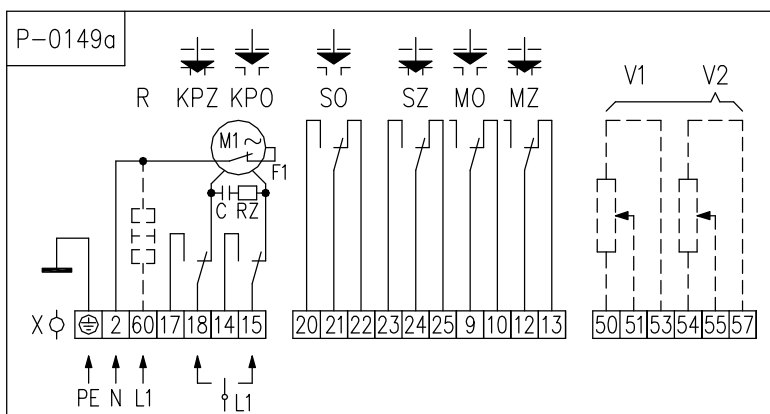 P-0149a
V1 V2
R KPZ KPO SO SZ MO MZ
M1
F1
C RZ
X 2 60 17 18 14 15 20 21 22 23 24 25 9 10 12 13 50 51 53 54 55 57
PE N L1 L1